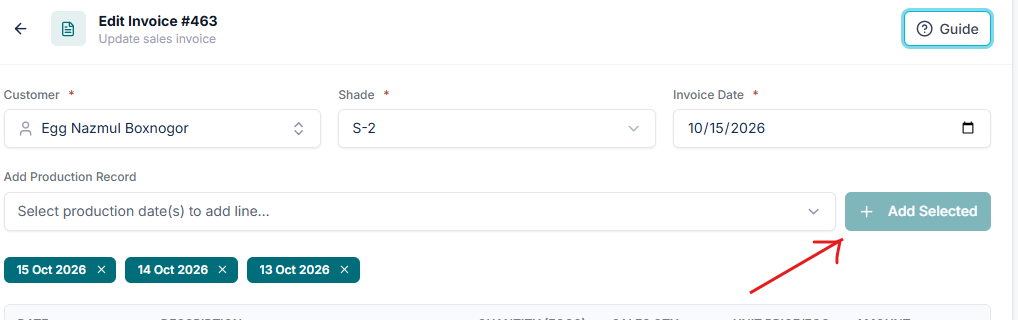 Edit Invoice #463
Update sales invoice
Guide
Customer *
Shade *
Invoice Date *
Egg Nazmul Boxnogor
S-2
10/15/2026
Add Production Record
Select production date(s) to add line...
+ Add Selected
15 Oct 2026 ×
14 Oct 2026 ×
13 Oct 2026 ×